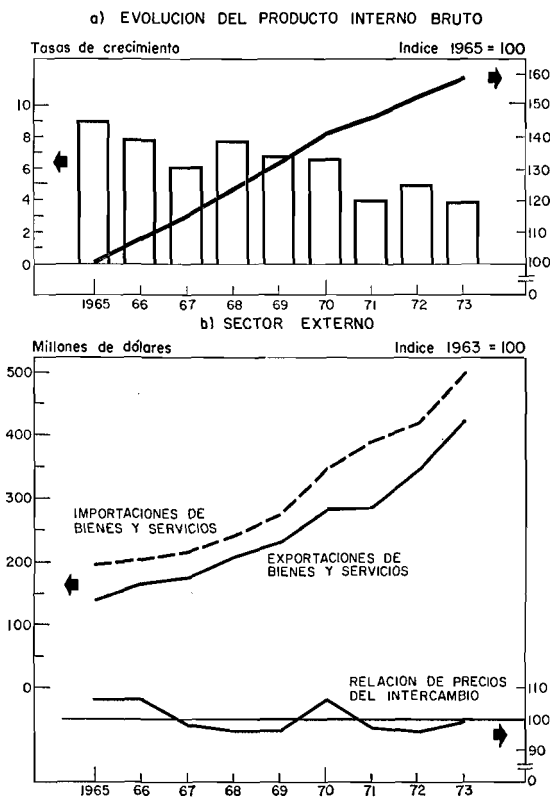 a) EVOLUCION DEL PRODUCTO INTERNO BRUTO
Tasas de crecimiento Indice 1965 = 100
160
150
10 140
8
6 130
4 120
2 110
0 100
0
1965 66 67 68 69 70 71 72 73
b) SECTOR EXTERNO
Millones de dólares Indice 1963 = 100
500
400
300
IMPORTACIONES DE
BIENES Y SERVICIOS
EXPORTACIONES DE
BIENES Y SERVICIOS
200
100
RELACION DE PRECIOS
DEL INTERCAMBIO
0 110
100
90
0
1965 66 67 68 69 70 71 72 73